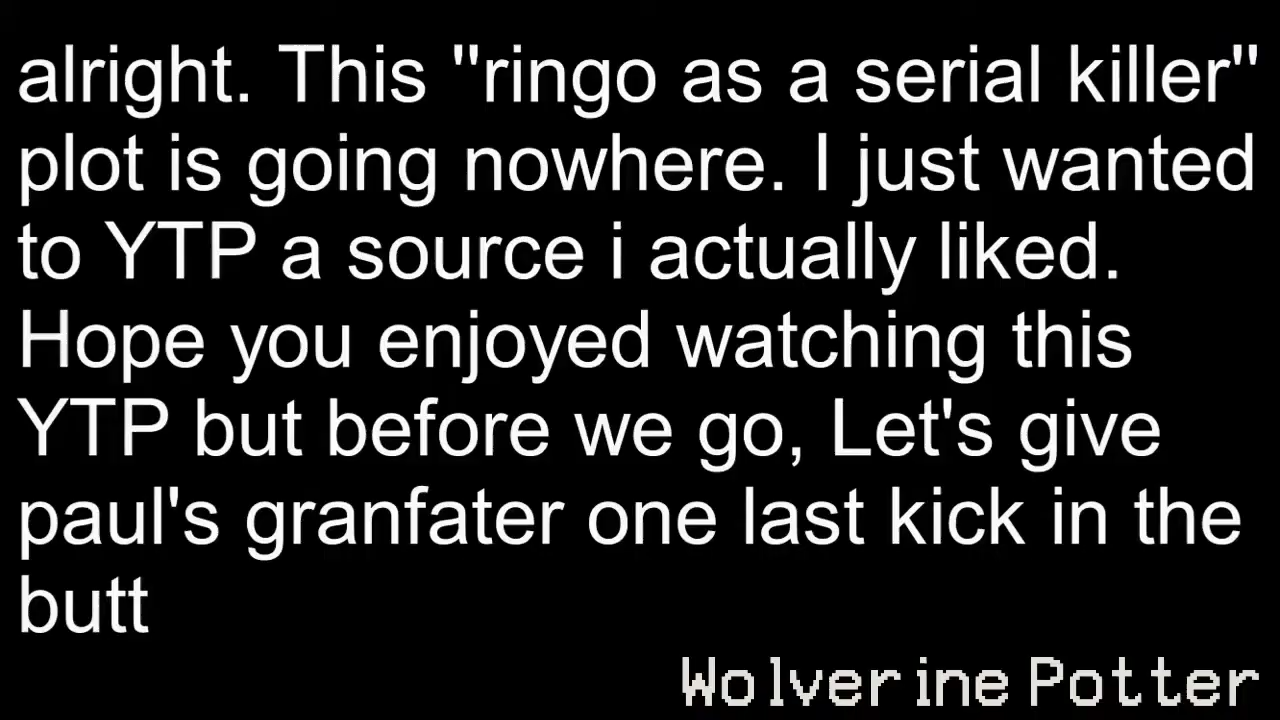 alright. This "ringo as a serial killer"
plot is going nowhere. I just wanted
to YTP a source i actually liked.
Hope you enjoyed watching this
YTP but before we go, Let's give
paul's granfater one last kick in the
butt
Wolverine Potter